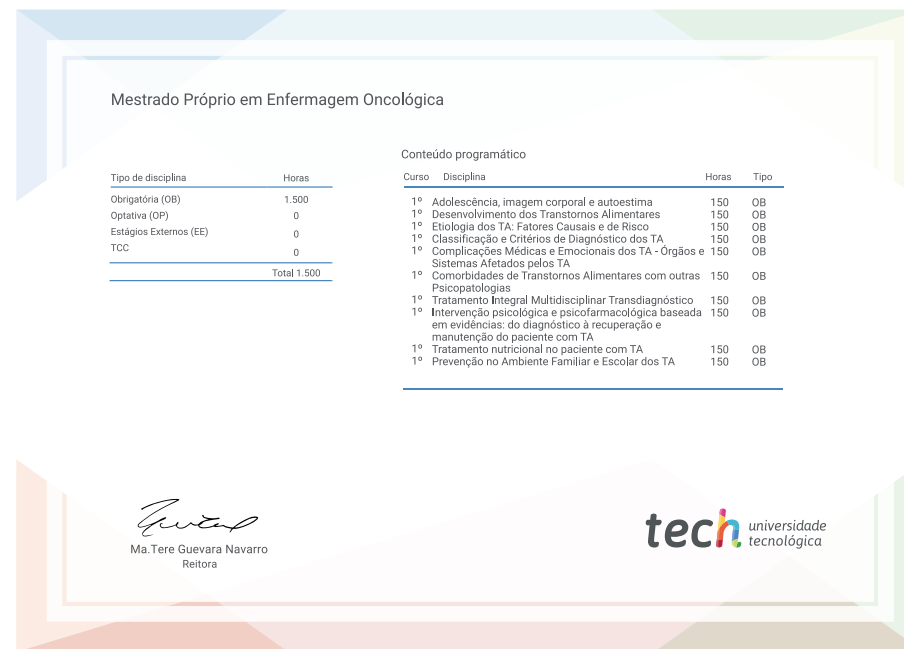 Mestrado Próprio em Enfermagem Oncológica
Tipo de disciplina Horas
Obrigatória (OB) 1.500
Optativa (OP) 0
Estágios Externos (EE) 0
TCC 0
Total 1.500
Conteúdo programático
Curso Disciplina Horas Tipo
1º Adolescência, imagem corporal e autoestima 150 OB
1º Desenvolvimento dos Transtornos Alimentares 150 OB
1º Etiologia dos TA: Fatores Causais e de Risco 150 OB
1º Classificação e Critérios de Diagnóstico dos TA 150 OB
1º Complicações Médicas e Emocionais dos TA - Órgãos e 150 OB
Sistemas Afetados pelos TA
1º Comorbidades de Transtornos Alimentares com outras 150 OB
Psicopatologias
1º Tratamento Integral Multidisciplinar Transdiagnóstico 150 OB
1º Intervenção psicológica e psicofarmacológica baseada 150 OB
em evidências: do diagnóstico à recuperação e
manutenção do paciente com TA
1º Tratamento nutricional no paciente com TA 150 OB
1º Prevenção no Ambiente Familiar e Escolar dos TA 150 OB
Ma.Tere Guevara Navarro
Reitora
tech universidade
tecnológica